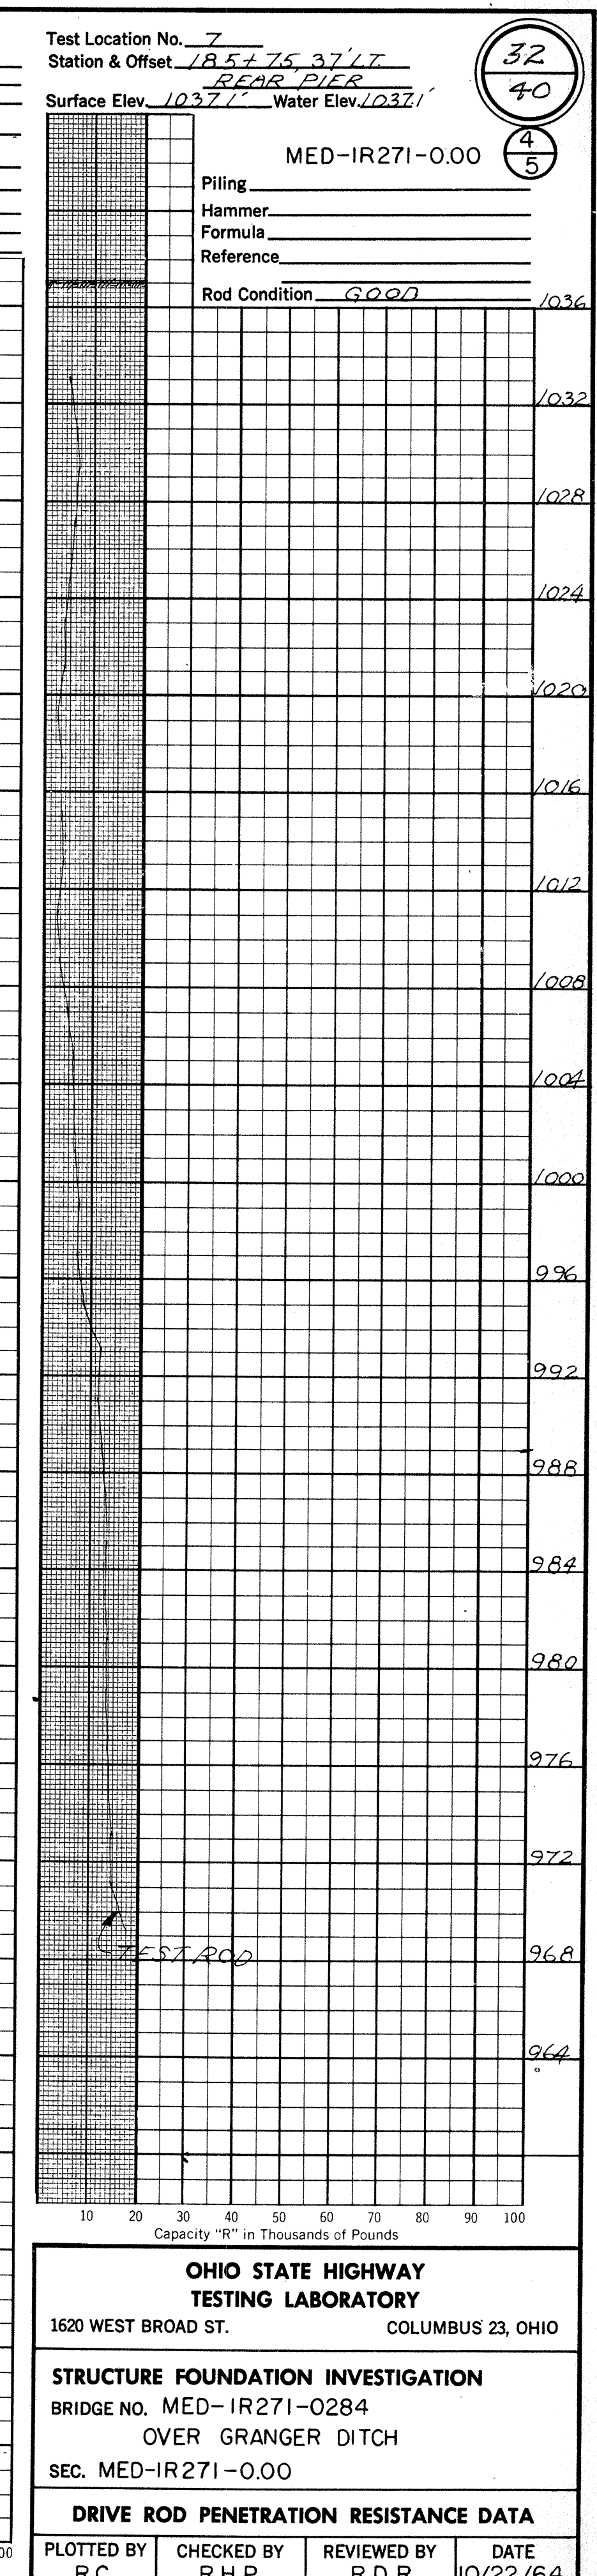 Test Location No. 7
Station & Offset 185+75, 37' LT.
REAR PIER
Surface Elev. 1037.1' Water Elev. 1037.1'
32
40
4
5
MED-IR271-0.00
Piling
Hammer
Formula
Reference
Rod Condition GOOD
1036
1032
1028
1024
1020
1016
1012
1008
1004
1000
996
992
988
984
980
976
972
TEST ROD
968
964
10 20 30 40 50 60 70 80 90 100
Capacity "R" in Thousands of Pounds
OHIO STATE HIGHWAY
TESTING LABORATORY
1620 WEST BROAD ST. COLUMBUS 23, OHIO
STRUCTURE FOUNDATION INVESTIGATION
BRIDGE NO. MED-IR271-0284
OVER GRANGER DITCH
SEC. MED-IR271-0.00
DRIVE ROD PENETRATION RESISTANCE DATA
00
PLOTTED BY CHECKED BY REVIEWED BY DATE
R.C. R.H.P. R.D.R. 10/22/64